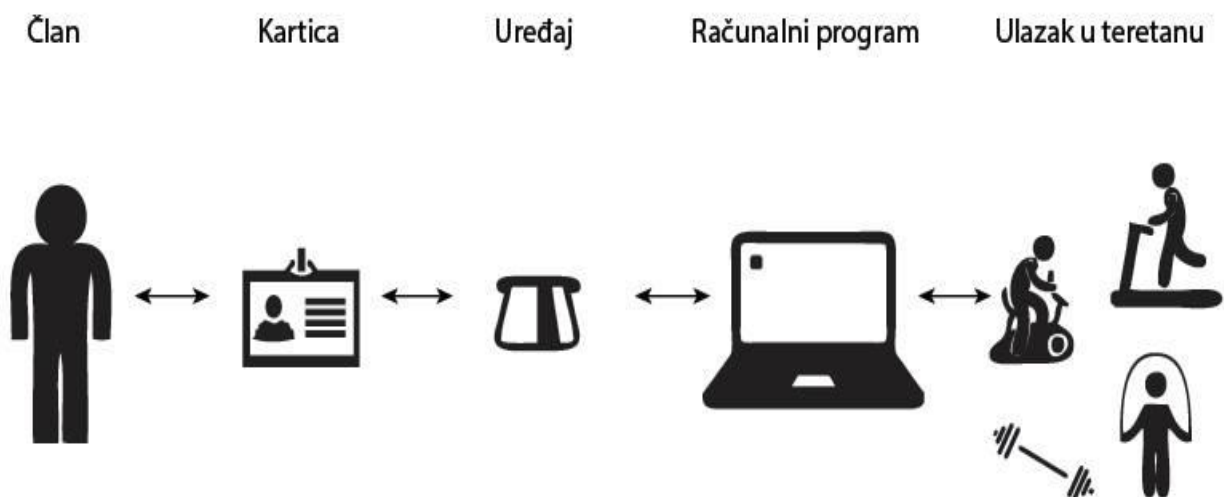 Član
Kartica
Uređaj
Računalni program
Ulazak u teretanu